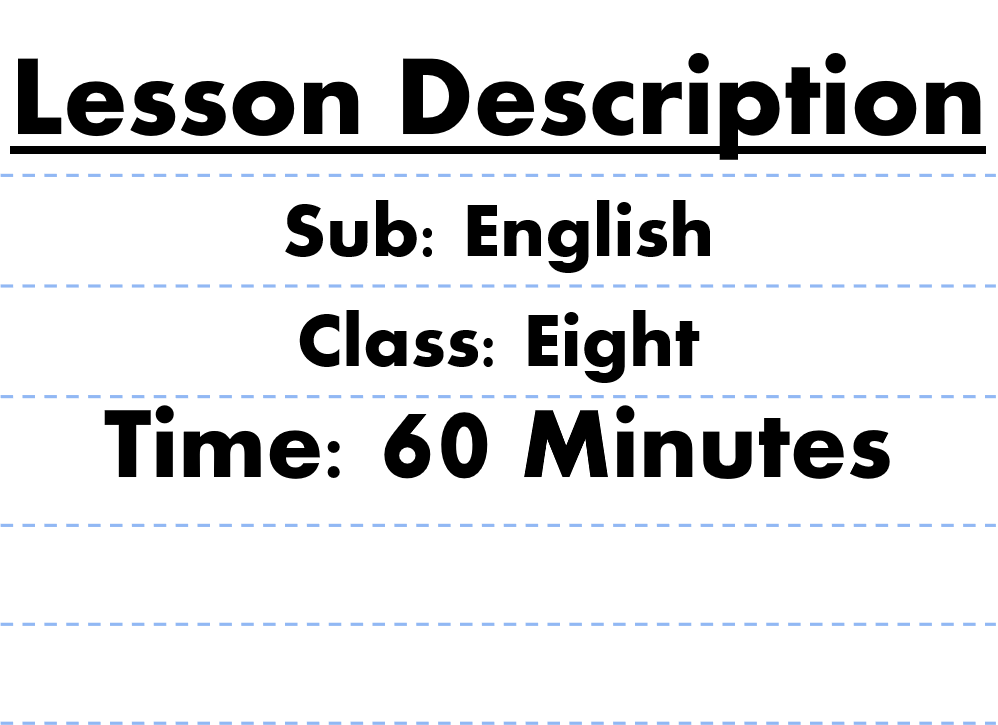 Lesson Description
Sub: English
Class: Eight
Time: 60 Minutes